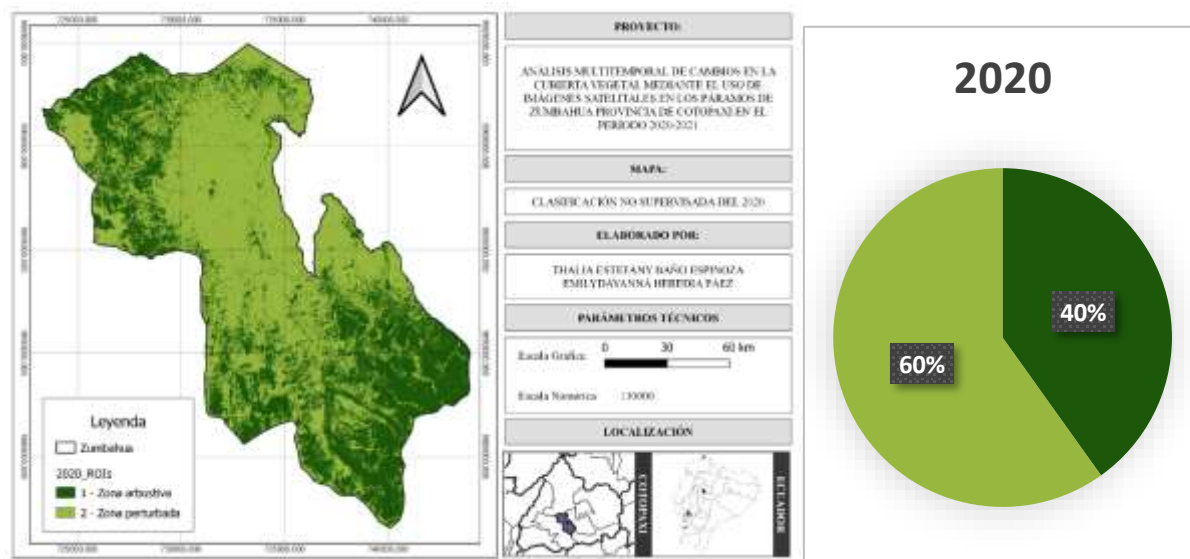 PROYECTO:
ANÁLISIS MULTITEMPORAL DE CAMBIOS EN LA
CUBIERTA VEGETAL MEDIANTE EL USO DE
IMÁGENES SATELITALES EN LOS PÁRAMOS DE
ZUMBAHUA PROVINCIA DE COTOPAXI EN EL
PERIODO 2020-2021
MAPA:
CLASIFICACIÓN NO SUPERVISADA DEL 2020
ELABORADO POR:
THALIA ESTEFANY BAÑO ESPINOZA
EMILY DAYANNA HEREDIA PÁEZ
PARÁMETROS TÉCNICOS
Escala Gráfica
0 30 60 km
Escala Numérica
LOCALIZACIÓN
COTOPAXI
ECUADOR
Leyenda
Zumbahua
2020_ROIs
1 - Zona arbustiva
2 - Zona perturbada
2020
40%
60%